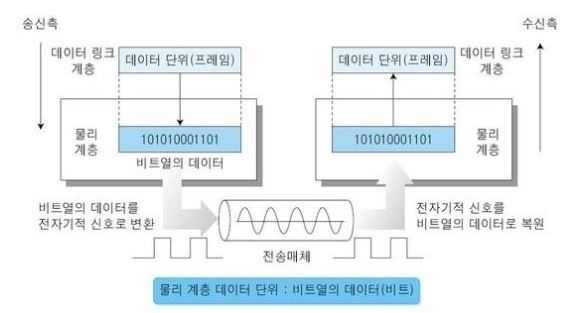 송신측
수신측
데이터 링크
계층
데이터 단위(프레임)
데이터 단위(프레임)
데이터 링크
계층
물리
계층
101010001101
비트열의 데이터
101010001101
물리
계층
비트열의 데이터를
전자기적 신호로 변환
전자기적 신호를
비트열의 데이터로 복원
전송매체
물리 계층 데이터 단위 : 비트열의 데이터(비트)